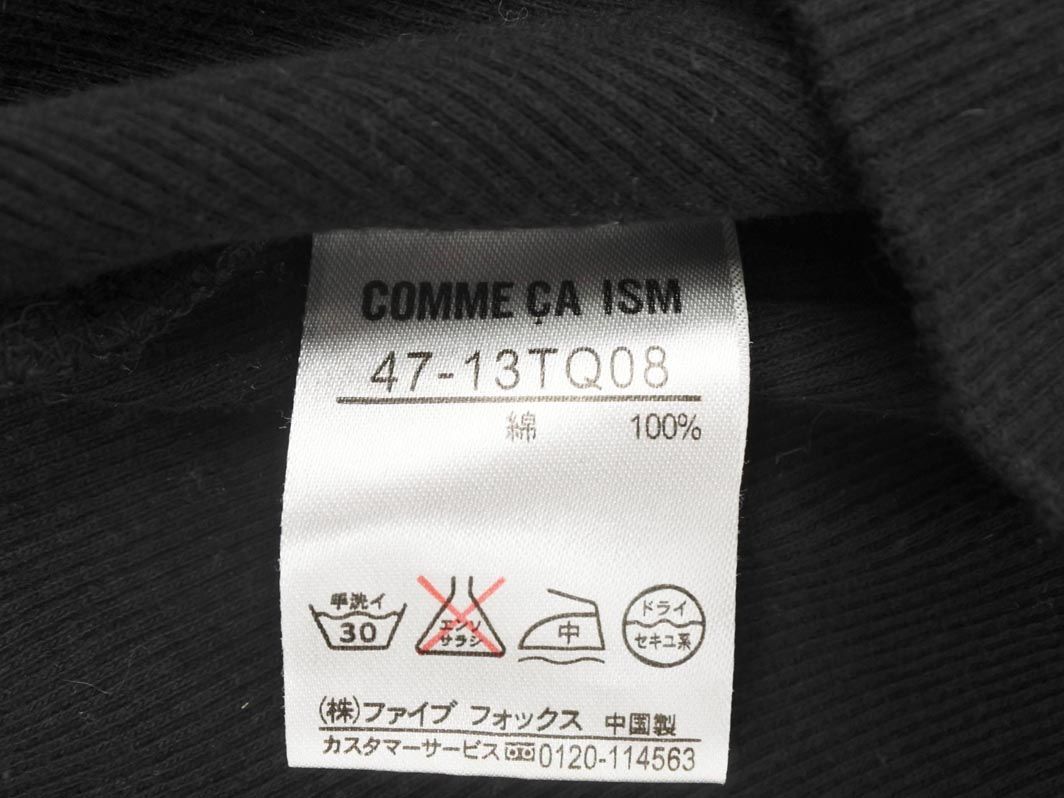 COMME ÇA ISM
47-13TQ08
綿 100%
手洗イ
30
エンソ
サラシ
中
ドライ
セキユ系
(株)ファイブ フォックス 中国製
カスタマーサービス 0120-114563